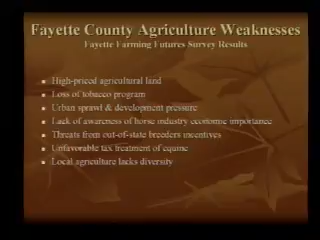 Fayette County Agriculture Weaknesses
Fayette Farming Futures Survey Results
High-priced agricultural land
Loss of tobacco program
Urban sprawl & development pressure
Lack of awareness of horse industry economic importance
Threats from out-of-state breeders incentives
Unfavorable tax treatment of equine
Local agriculture lacks diversity